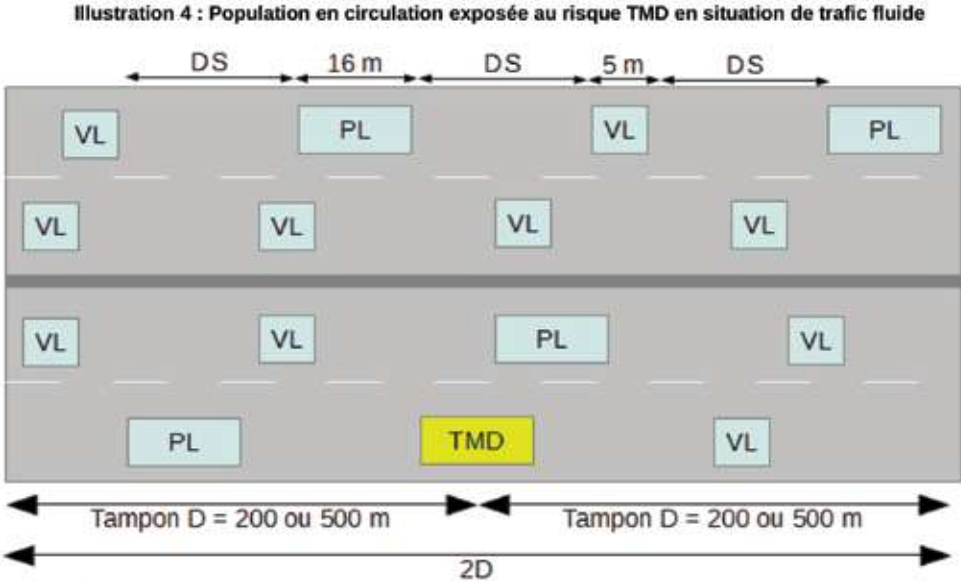 Illustration 4 : Population en circulation exposée au risque TMD en situation de trafic fluide
DS 16 m DS 5 m DS
VL PL VL PL
VL VL VL VL
VL VL PL VL
PL TMD VL
Tampon D = 200 ou 500 m Tampon D = 200 ou 500 m
2D